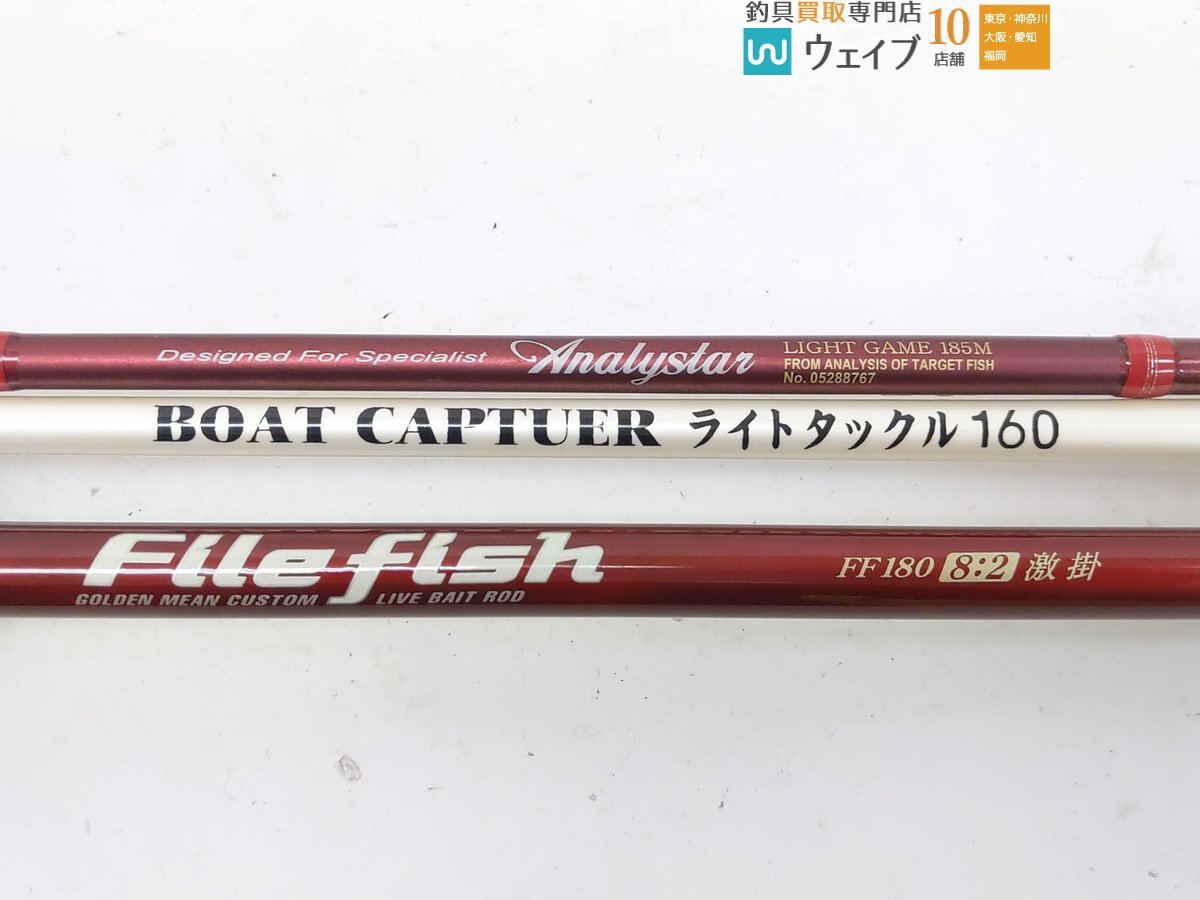 釣具買取専門店
ウェイブ
10
店舗
東京・神奈川
大阪・愛知
福岡
Designed For Specialist Analystar LIGHT GAME 185M
FROM ANALYSIS OF TARGET FISH
No. 05288767
BOAT CAPTUER ライトタックル160
File fish FF180 8:2 激掛
GOLDEN MEAN CUSTOM LIVE BAIT ROD